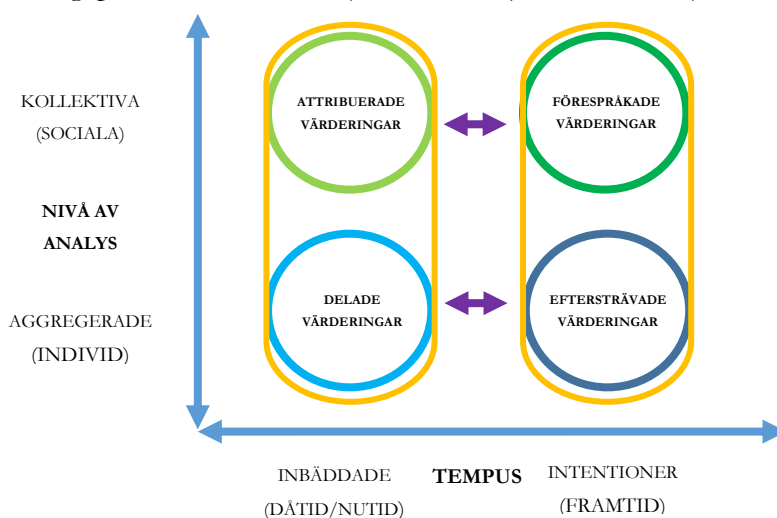 KOLLEKTIVA
(SOCIALA)
NIVÅ AV
ANALYS
AGGREGERADE
(INDIVID)
ATTRIBUERADE
VÄRDERINGAR
FÖRESPRÅKADE
VÄRDERINGAR
DELADE
VÄRDERINGAR
EFTERSTRÄVADE
VÄRDERINGAR
INBÄDDADE
(DÅTID/NUTID)
TEMPUS
INTENTIONER
(FRAMTID)